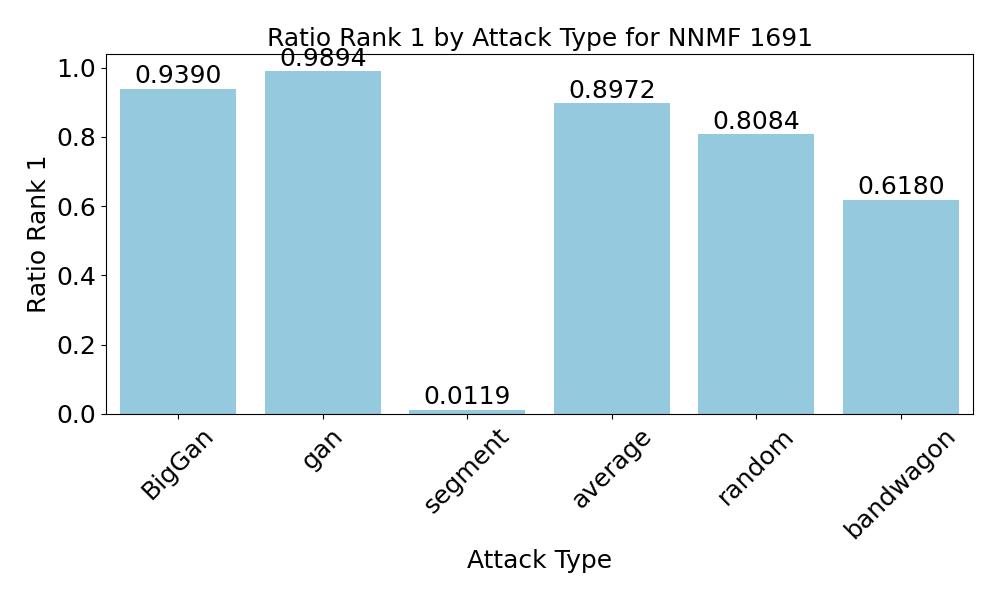 Ratio Rank 1 by Attack Type for NNMF 1691
Ratio Rank 1
1.0
0.8
0.6
0.4
0.2
0.0
0.9390
0.9894
0.0119
0.8972
0.8084
0.6180
BigGan
gan
segment
average
random
bandwagon
Attack Type